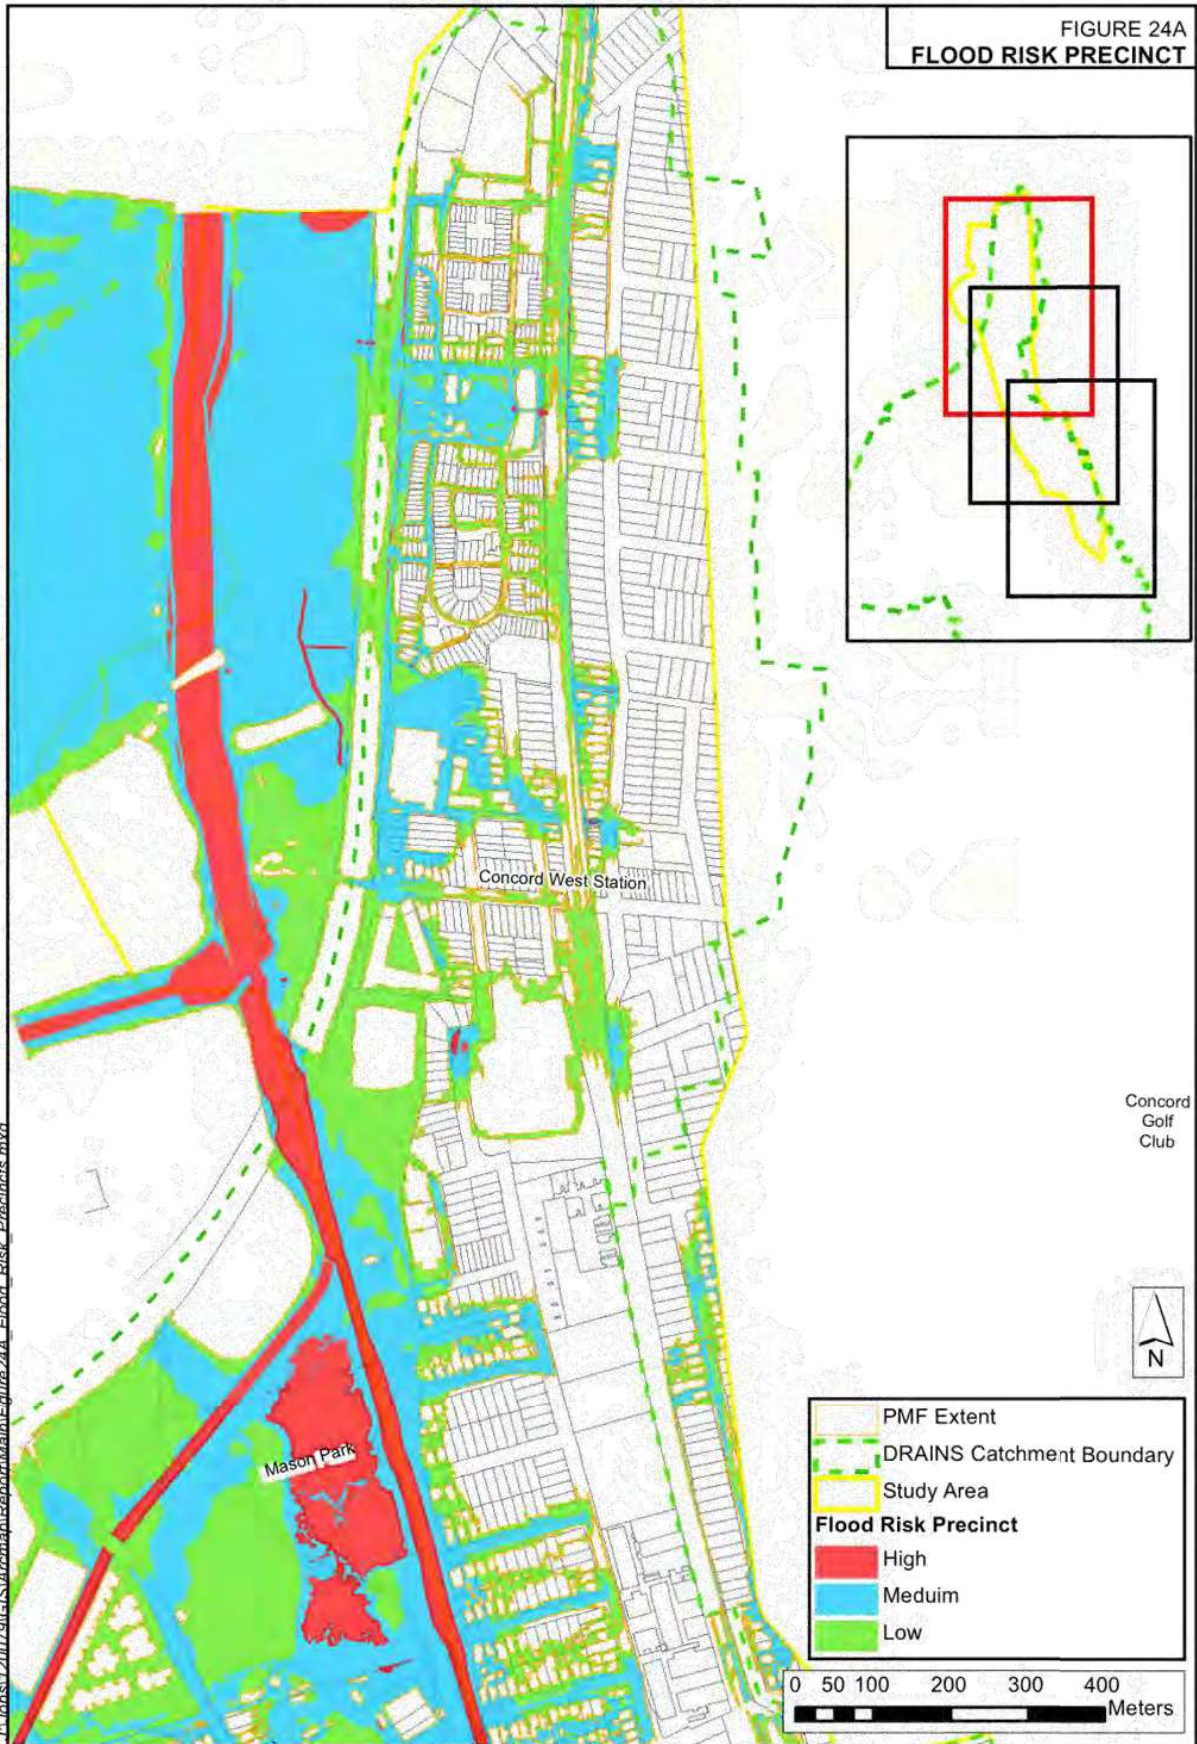 FIGURE 24A
FLOOD RISK PRECINCT
Concord West Station
Concord
Golf
Club
N
Mason Park
PMF Extent
DRAINS Catchment Boundary
Study Area
Flood Risk Precinct
High
Meduim
Low
0 50 100 200 300 400
Meters